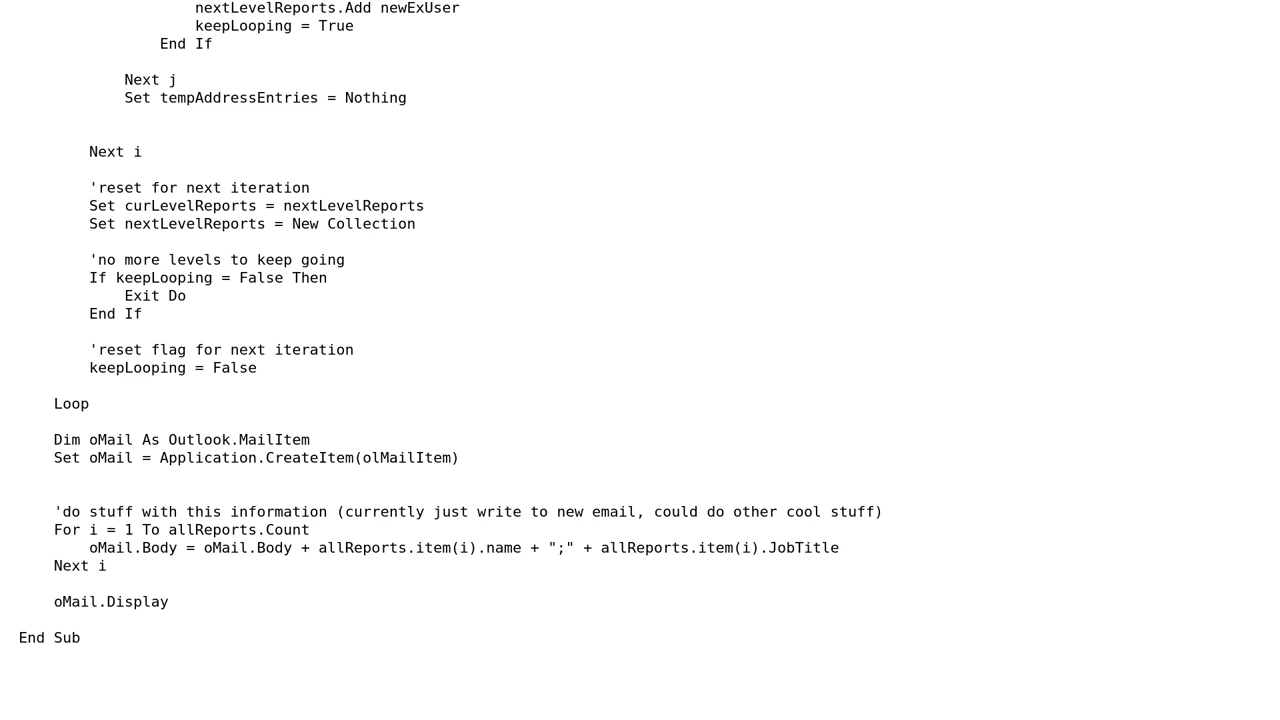 nextLevelReports.Add newExUser
keepLooping = True
End If
Next j
Set tempAddressEntries = Nothing
Next i
'reset for next iteration
Set curLevelReports = nextLevelReports
Set nextLevelReports = New Collection
'no more levels to keep going
If keepLooping = False Then
Exit Do
End If
'reset flag for next iteration
keepLooping = False
Loop
Dim oMail As Outlook.MailItem
Set oMail = Application.CreateItem(olMailItem)
'do stuff with this information (currently just write to new email, could do other cool stuff)
For i = 1 To allReports.Count
oMail.Body = oMail.Body + allReports.item(i).name + ";" + allReports.item(i).JobTitle
Next i
oMail.Display
End Sub